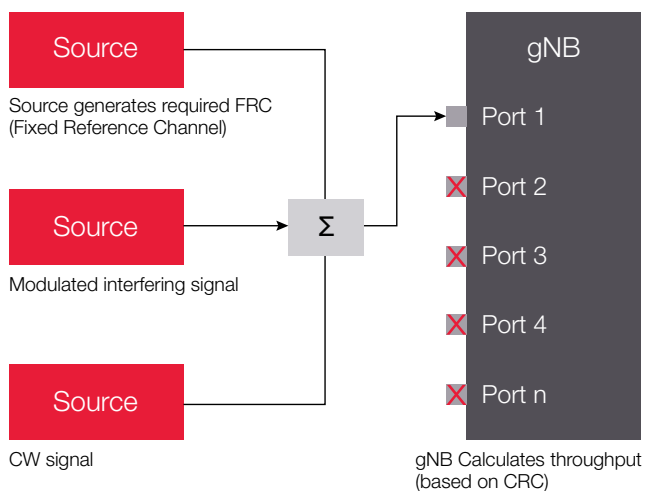 Source
Source generates required FRC
(Fixed Reference Channel)
Source
Modulated interfering signal
Source
CW signal
Σ
gNB
Port 1
Port 2
Port 3
Port 4
Port n
gNB Calculates throughput
(based on CRC)